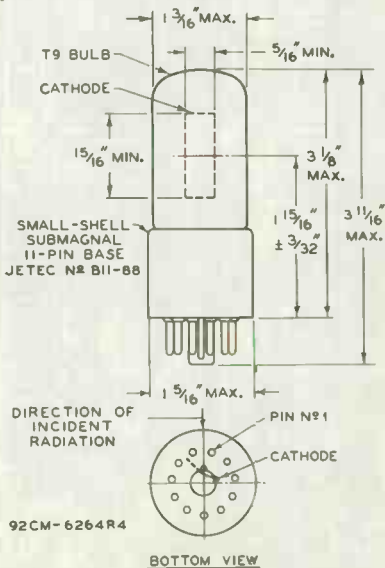 1 3/16" MAX.
T9 BULB
5/16" MIN.
CATHODE
15/16" MIN.
3 1/8"
MAX.
3 11/16"
MAX.
1 15/16"
± 3/32"
SMALL-SHELL
SUBMAGNAL
11-PIN BASE
JETEC Nº B11-88
1 5/16" MAX.
DIRECTION OF
INCIDENT
RADIATION
PIN Nº1
CATHODE
92CM-6264R4
BOTTOM VIEW